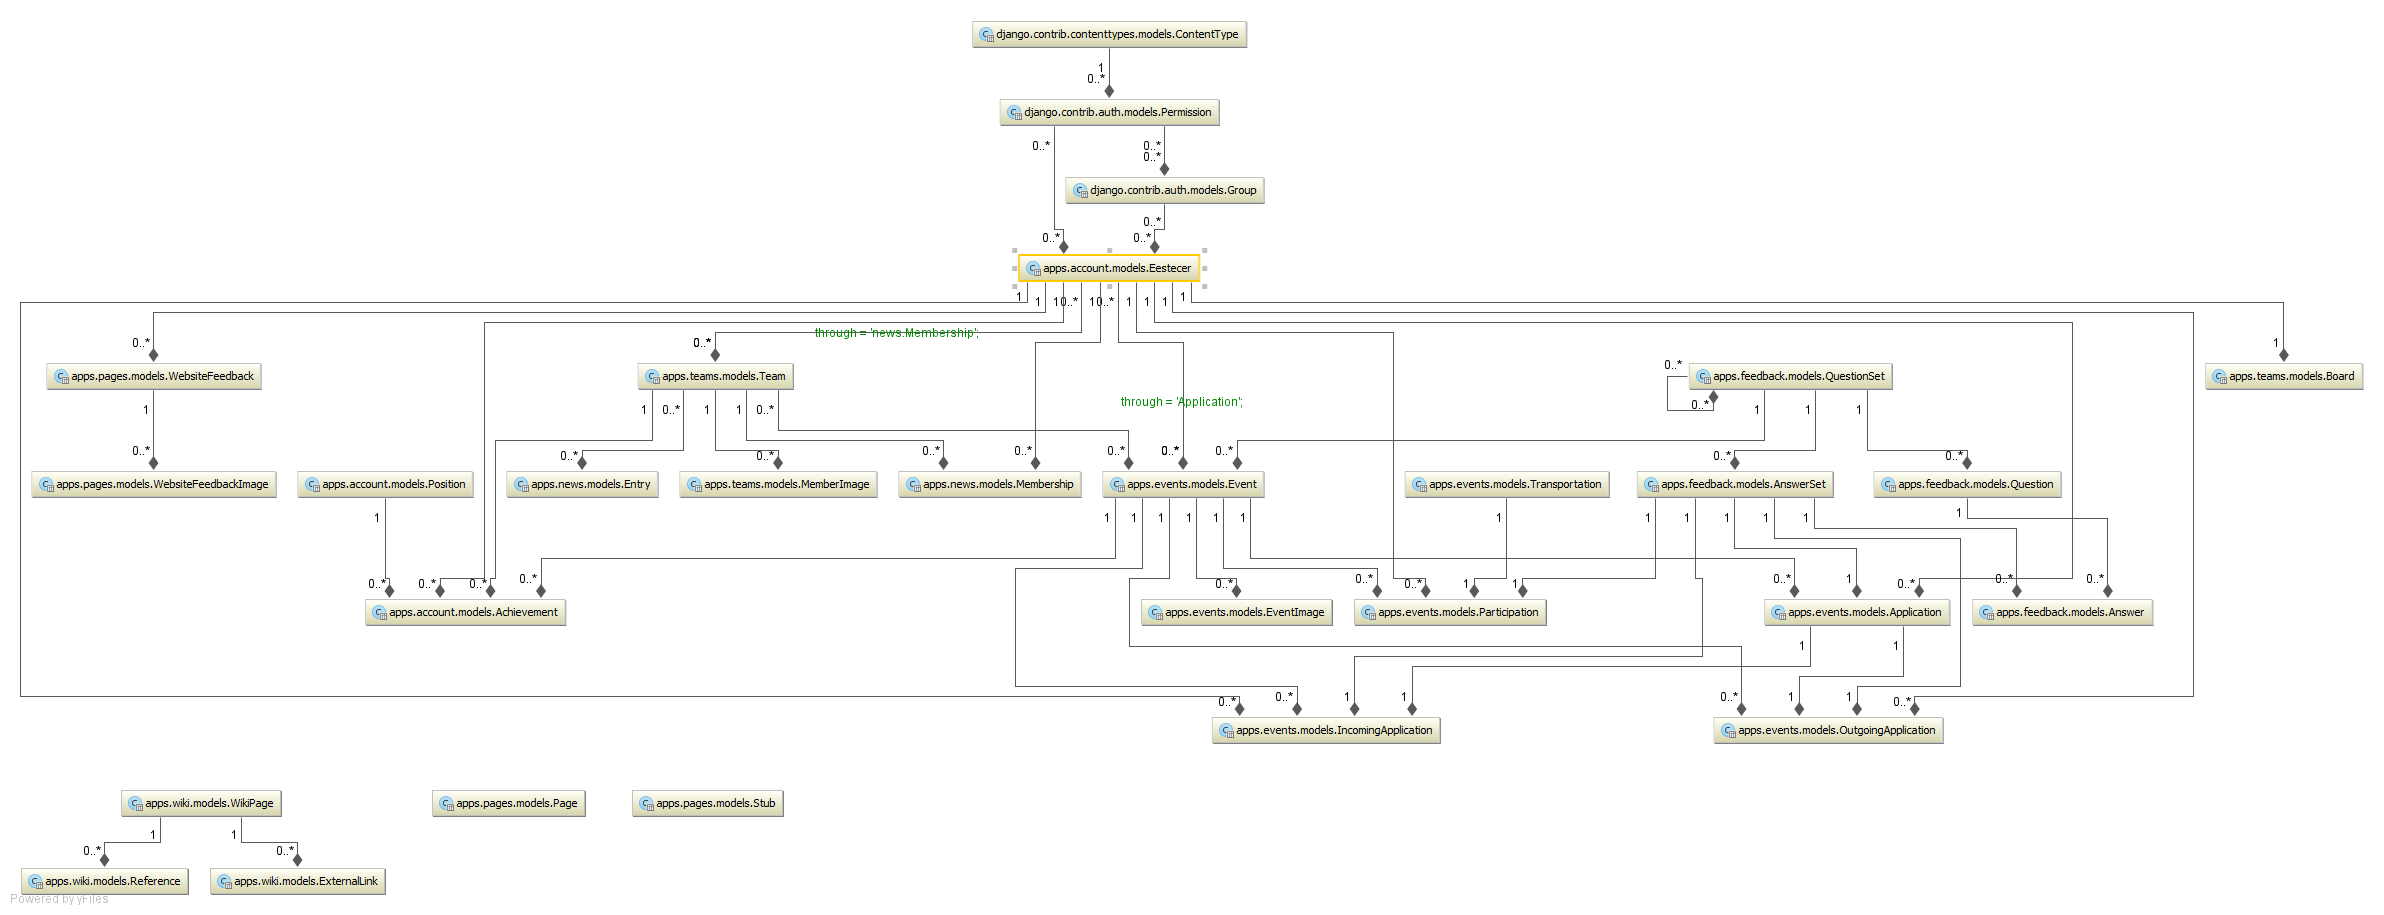 django.contrib.contenttypes.models.ContentType
1
0..*
django.contrib.auth.models.Permission
0..*
0..*
0..*
django.contrib.auth.models.Group
0..*
0..*
0..*
apps.account.models.Eestecer
1 1 1 0..* 1 0..* 1 1 1 1
through = 'news.Membership';
0..* 0..* 1
0..*
apps.pages.models.WebsiteFeedback
apps.teams.models.Team
apps.feedback.models.QuestionSet
apps.teams.models.Board
through = 'Application';
0..*
1 1 0..* 1 1 0..* 1 1 1
0..* 0..* 0..* 0..* 0..* 0..* 0..* 0..* 0..* 0..*
apps.pages.models.WebsiteFeedbackImage
apps.account.models.Position
apps.news.models.Entry
apps.teams.models.MemberImage
apps.news.models.Membership
apps.events.models.Event
apps.events.models.Transportation
apps.feedback.models.AnswerSet
apps.feedback.models.Question
1 1 1 1 1 1 1 1 1 1 1 1 1 1
0..* 0..* 0..* 0..* 0..* 0..* 0..* 1 1 0..* 1 0..* 0..* 0..*
apps.account.models.Achievement
apps.events.models.EventImage
apps.events.models.Participation
apps.events.models.Application
apps.feedback.models.Answer
1 1
0..* 0..* 1 1 0..* 1 1 0..*
apps.events.models.IncomingApplication
apps.events.models.OutgoingApplication
apps.wiki.models.WikiPage
apps.pages.models.Page
apps.pages.models.Stub
1 1
0..* 0..*
apps.wiki.models.Reference
apps.wiki.models.ExternalLink
Powered by yFiles